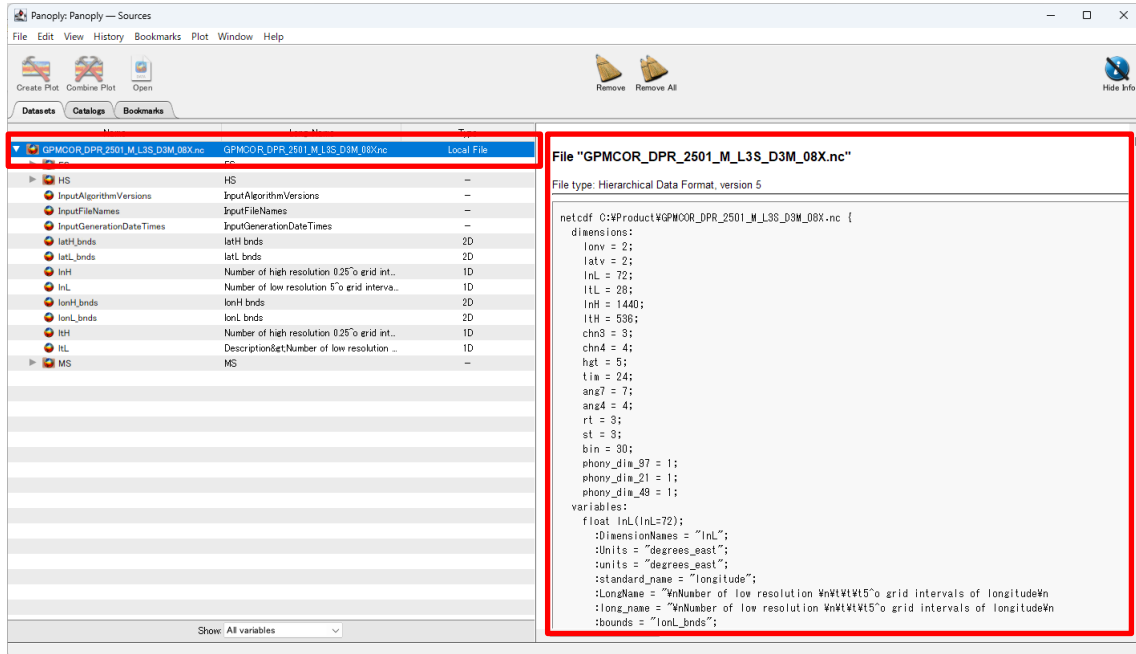 Panoply: Panoply — Sources
File Edit View History Bookmarks Plot Window Help
Create Plot Combine Plot Open Remove Remove All Hide Info
Datasets Catalogs Bookmarks
Name Long Name Type
GPMCOR_DPR_2501_M_L3S_D3M_08X.nc GPMCOR_DPR_2501_M_L3S_D3M_08X.nc Local File
FS FS
HS HS –
InputAlgorithmVersions InputAlgorithmVersions –
InputFileNames InputFileNames –
InputGenerationDateTimes InputGenerationDateTimes –
latH_bnds latH bnds 2D
latL_bnds latL bnds 2D
lnH Number of high resolution 0.25^o grid int... 1D
lnL Number of low resolution 5^o grid interva... 1D
lonH_bnds lonH bnds 2D
lonL_bnds lonL bnds 2D
ltH Number of high resolution 0.25^o grid int... 1D
ltL Description&gt;Number of low resolution ... 1D
MS MS –
Show: All variables
File "GPMCOR_DPR_2501_M_L3S_D3M_08X.nc"
File type: Hierarchical Data Format, version 5
netcdf C:¥Product¥GPMCOR_DPR_2501_M_L3S_D3M_08X.nc {
dimensions:
lonv = 2;
latv = 2;
lnL = 72;
ltL = 28;
lnH = 1440;
ltH = 536;
chn3 = 3;
chn4 = 4;
hgt = 5;
tim = 24;
ang7 = 7;
ang4 = 4;
rt = 3;
st = 3;
bin = 30;
phony_dim_97 = 1;
phony_dim_21 = 1;
phony_dim_49 = 1;
variables:
float lnL(lnL=72);
:DimensionNames = "lnL";
:Units = "degrees_east";
:units = "degrees_east";
:standard_name = "longitude";
:LongName = "¥nNumber of low resolution ¥n¥t¥t¥t5^o grid intervals of longitude¥n
:long_name = "¥nNumber of low resolution ¥n¥t¥t¥t5^o grid intervals of longitude¥n
:bounds = "lonL_bnds";